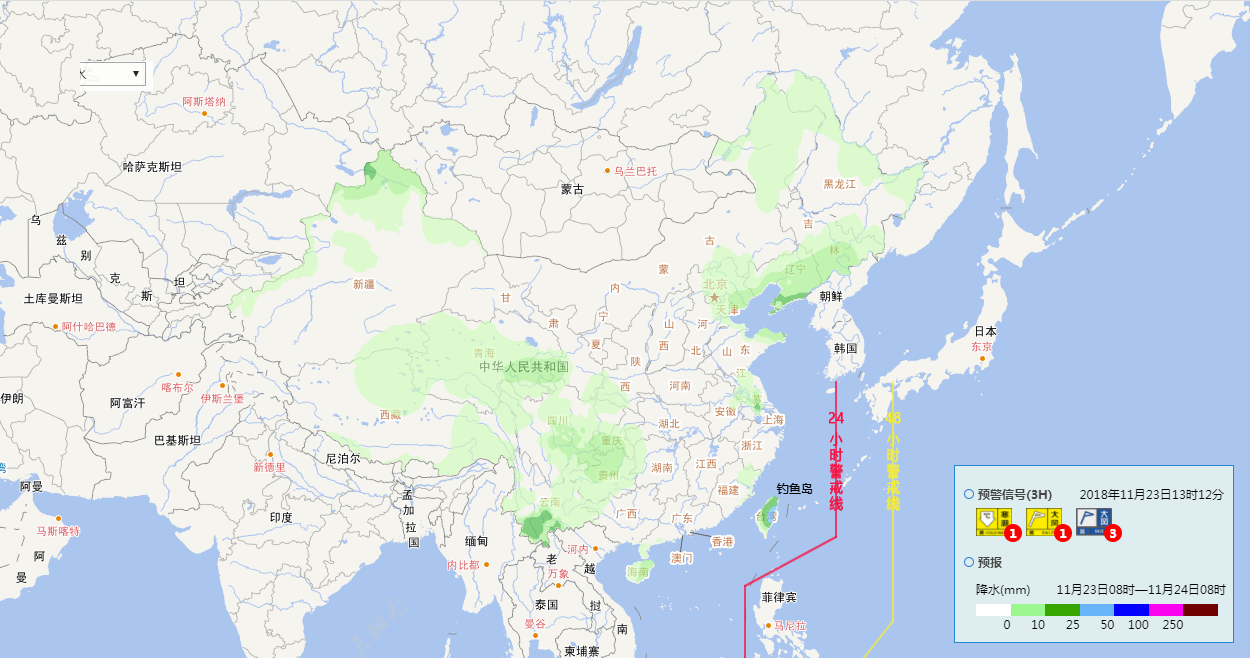 阿斯塔纳
哈萨克斯坦
乌兰巴托
蒙古
黑龙江
乌
兹
别
克
斯
坦
吉
林
古
蒙
内
辽宁
北京
天津
朝鲜
新疆
甘
肃
宁
夏
土库曼斯坦
阿什哈巴德
山
西
河
北
山
东
韩国
日本
东京
青海
中华人民共和国
陕
西
河南
江
喀布尔
伊斯兰堡
伊朗
阿富汗
西藏
四川
安徽
上海
湖北
重庆
浙江
巴基斯坦
新德里
尼泊尔
贵州
湖南
江西
湾
阿曼
福建
钓鱼岛
台湾
孟
加
拉
国
印度
云南
广西
广东
香港
澳门
海南
马斯喀特
阿
曼
缅甸
内比都
河内
老
万象
越
泰国
挝
曼谷
南
柬埔寨
菲律宾
马尼拉
24
小
时
警
戒
线
48
小
时
警
戒
线
预警信号(3H)
2018年11月23日13时12分
寒潮
1
大风
1
大风
3
预报
降水(mm)
11月23日08时—11月24日08时
0 10 25 50 100 250